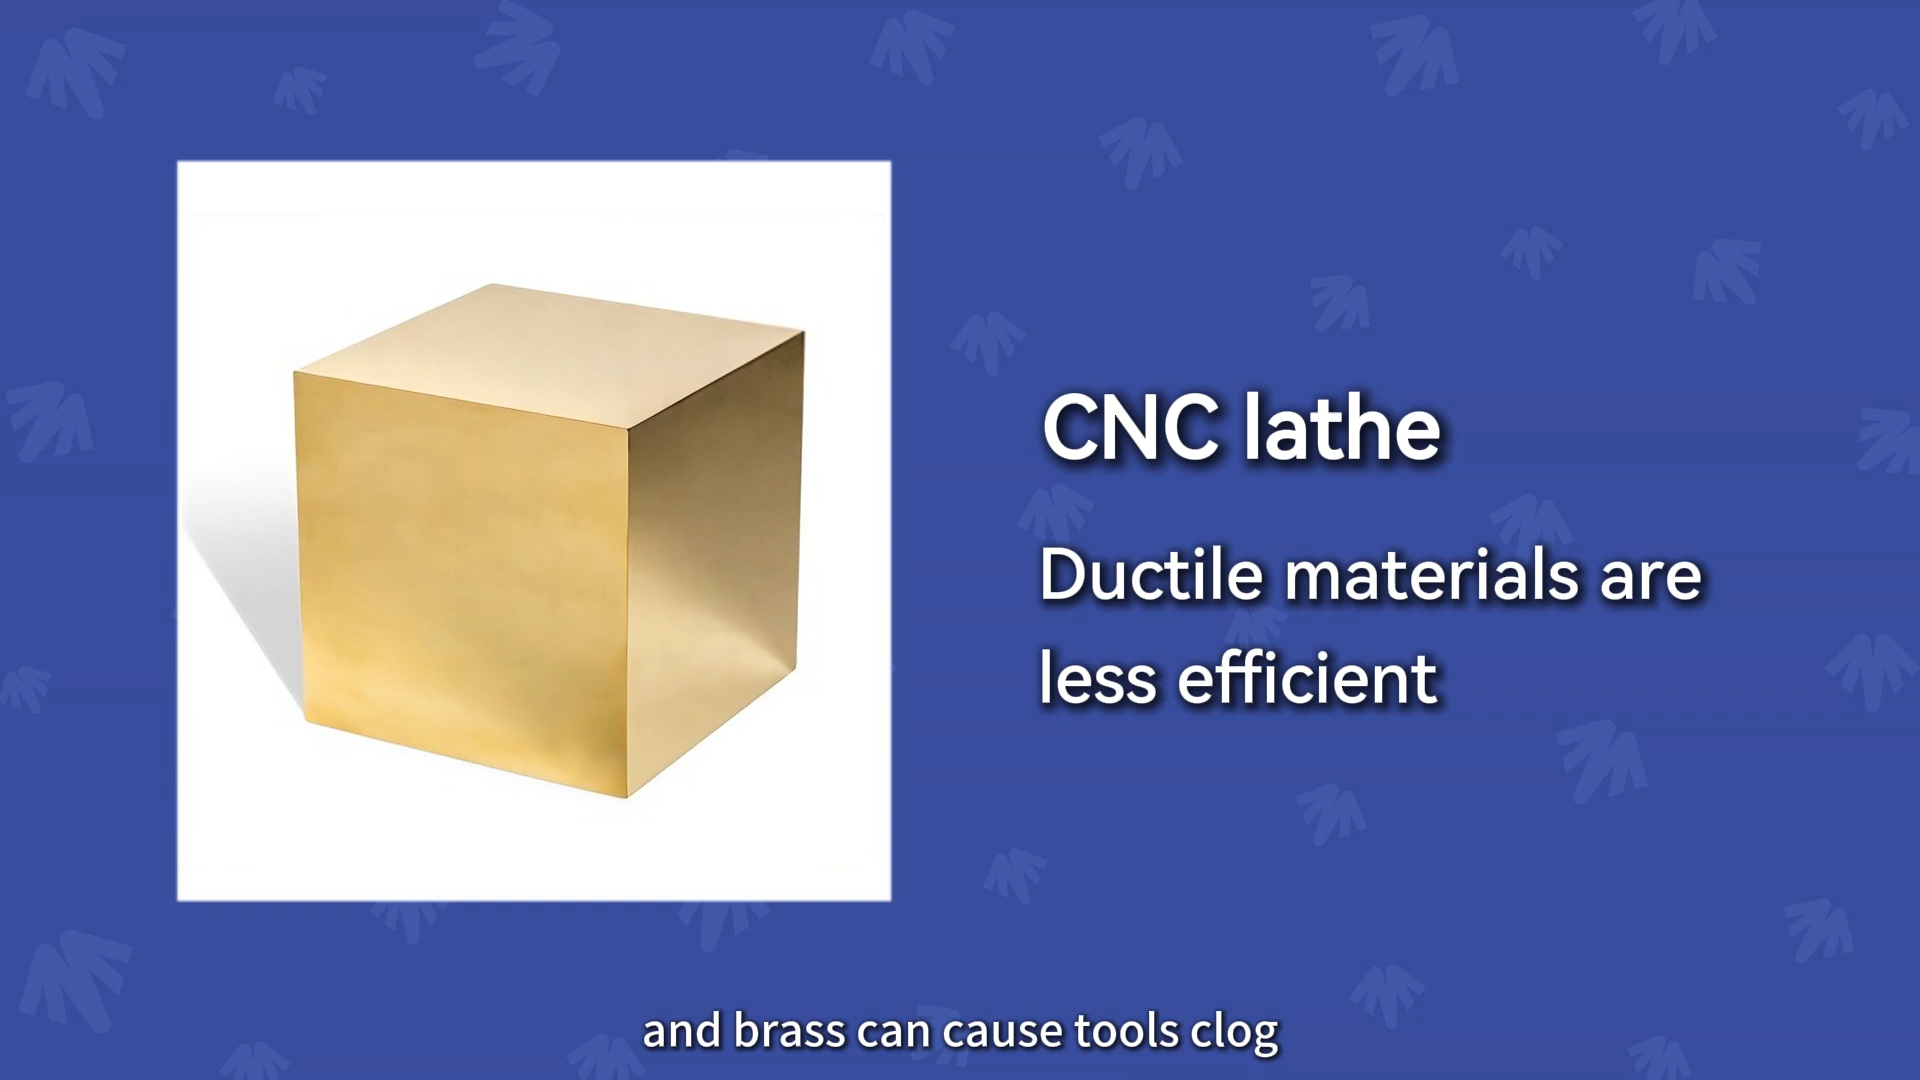 CNC lathe
Ductile materials are
less efficient
and brass can cause tools clog